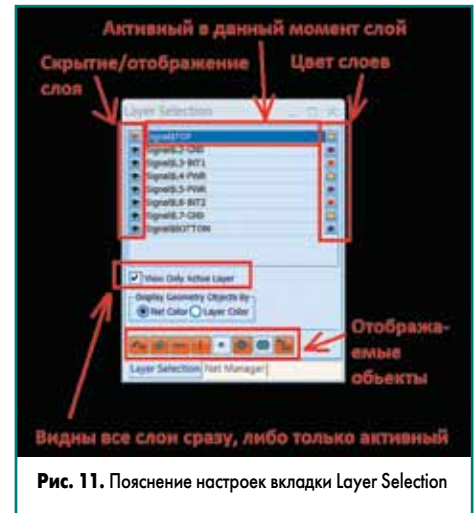 Активный в данный момент слой
Скрытие/отображение
слоя
Цвет слоев
Layer Selection
Signal$TOP
Signal$L2-GND
Signal$L3-INT1
Signal$L4-PWR
Signal$L5-PWR
Signal$L6-INT2
Signal$L7-GND
Signal$BOTTOM
View Only Active Layer
Display Geometry Objects By
Net Color Layer Color
Отобража-
емые
обьекты
Layer Selection Net Manager
Видны все слои сразу, либо только активный
Рис. 11. Пояснение настроек вкладки Layer Selection